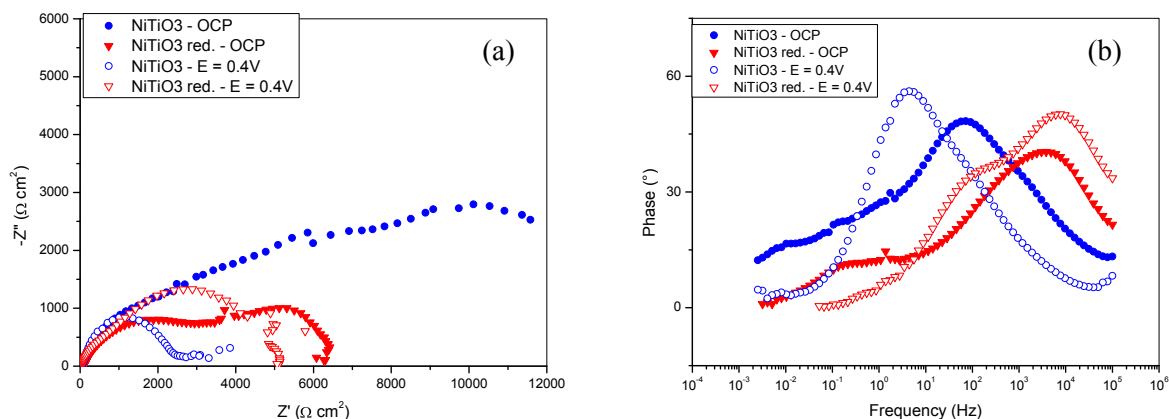 NiTiO3 - OCP
NiTiO3 red. - OCP
NiTiO3 - E = 0.4V
NiTiO3 red. - E = 0.4V
(a)
6000
5000
4000
3000
2000
1000
0
-Z'' (Ω cm²)
0 2000 4000 6000 8000 10000 12000
Z' (Ω cm²)
NiTiO3 - OCP
NiTiO3 red. - OCP
NiTiO3 - E = 0.4V
NiTiO3 red. - E = 0.4V
(b)
60
30
0
Phase (°)
10⁻⁴ 10⁻³ 10⁻² 10⁻¹ 10⁰ 10¹ 10² 10³ 10⁴ 10⁵ 10⁶
Frequency (Hz)